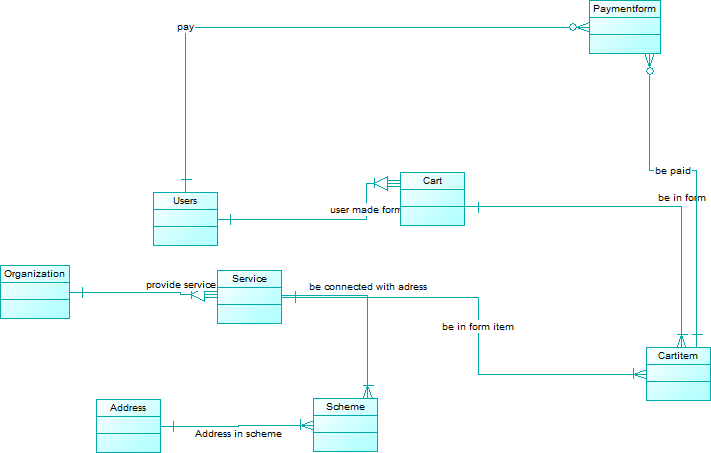 Paymentform
pay
be paid
Cart
be in form
Users
user made form
Organization
provide service
Service
be connected with adress
be in form item
Cartitem
Address
Address in scheme
Scheme